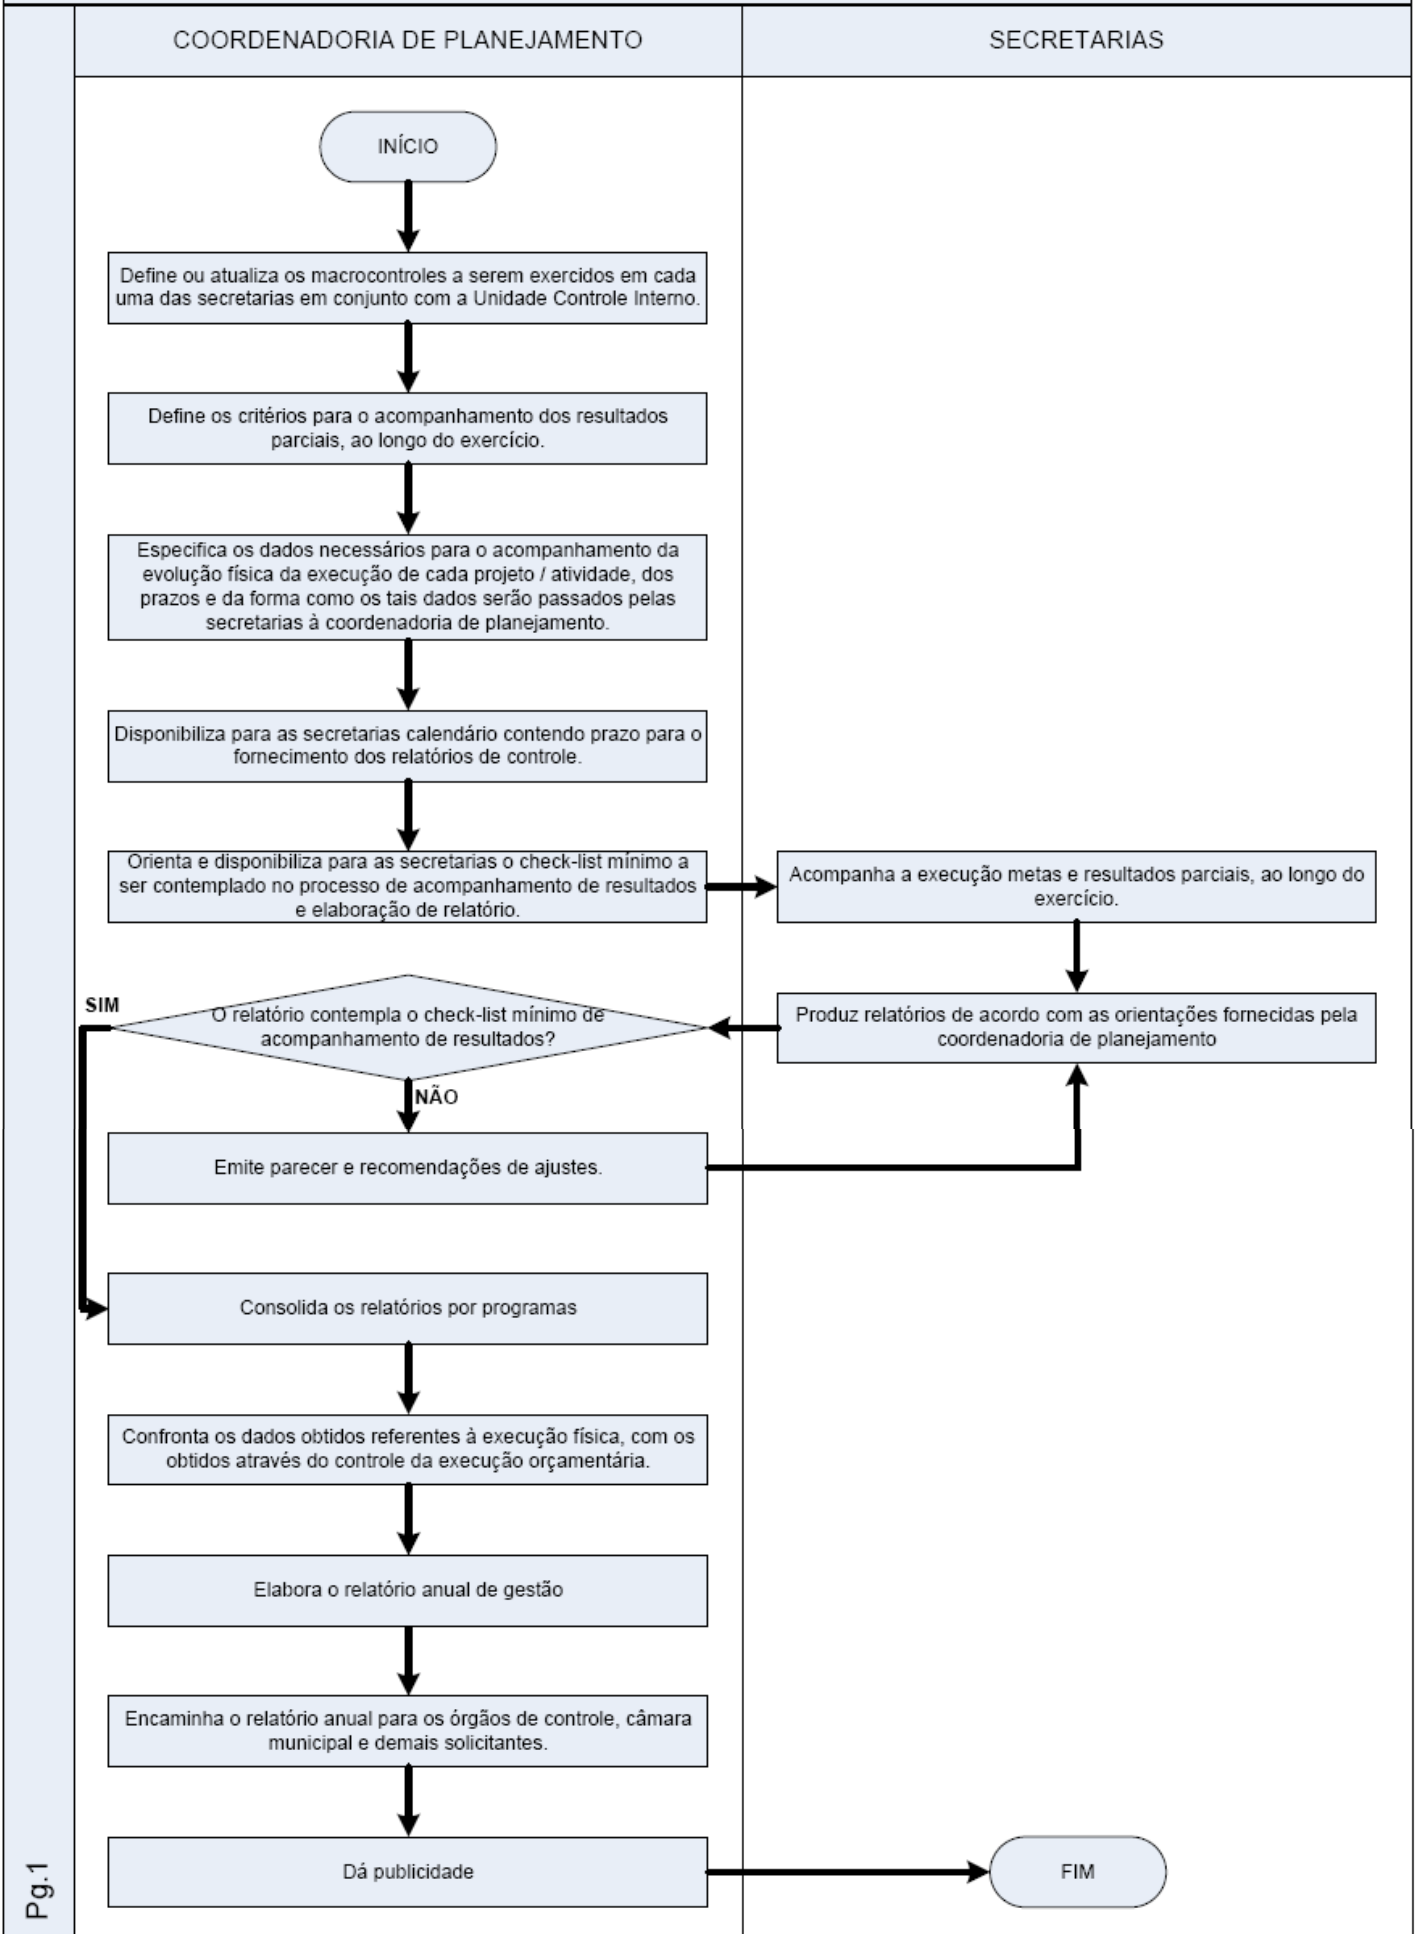 COORDENADORIA DE PLANEJAMENTO
SECRETARIAS
INÍCIO
Define ou atualiza os macrocontroles a serem exercidos em cada
uma das secretarias em conjunto com a Unidade Controle Interno.
Define os critérios para o acompanhamento dos resultados
parciais, ao longo do exercício.
Especifica os dados necessários para o acompanhamento da
evolução física da execução de cada projeto / atividade, dos
prazos e da forma como os tais dados serão passados pelas
secretarias à coordenadoria de planejamento.
Disponibiliza para as secretarias calendário contendo prazo para o
fornecimento dos relatórios de controle.
Orienta e disponibiliza para as secretarias o check-list mínimo a
ser contemplado no processo de acompanhamento de resultados
e elaboração de relatório.
Acompanha a execução metas e resultados parciais, ao longo do
exercício.
Produz relatórios de acordo com as orientações fornecidas pela
coordenadoria de planejamento
SIM
O relatório contempla o check-list mínimo de
acompanhamento de resultados?
NÃO
Emite parecer e recomendações de ajustes.
Consolida os relatórios por programas
Confronta os dados obtidos referentes à execução física, com os
obtidos através do controle da execução orçamentária.
Elabora o relatório anual de gestão
Encaminha o relatório anual para os órgãos de controle, câmara
municipal e demais solicitantes.
Dá publicidade
FIM
Pg.1